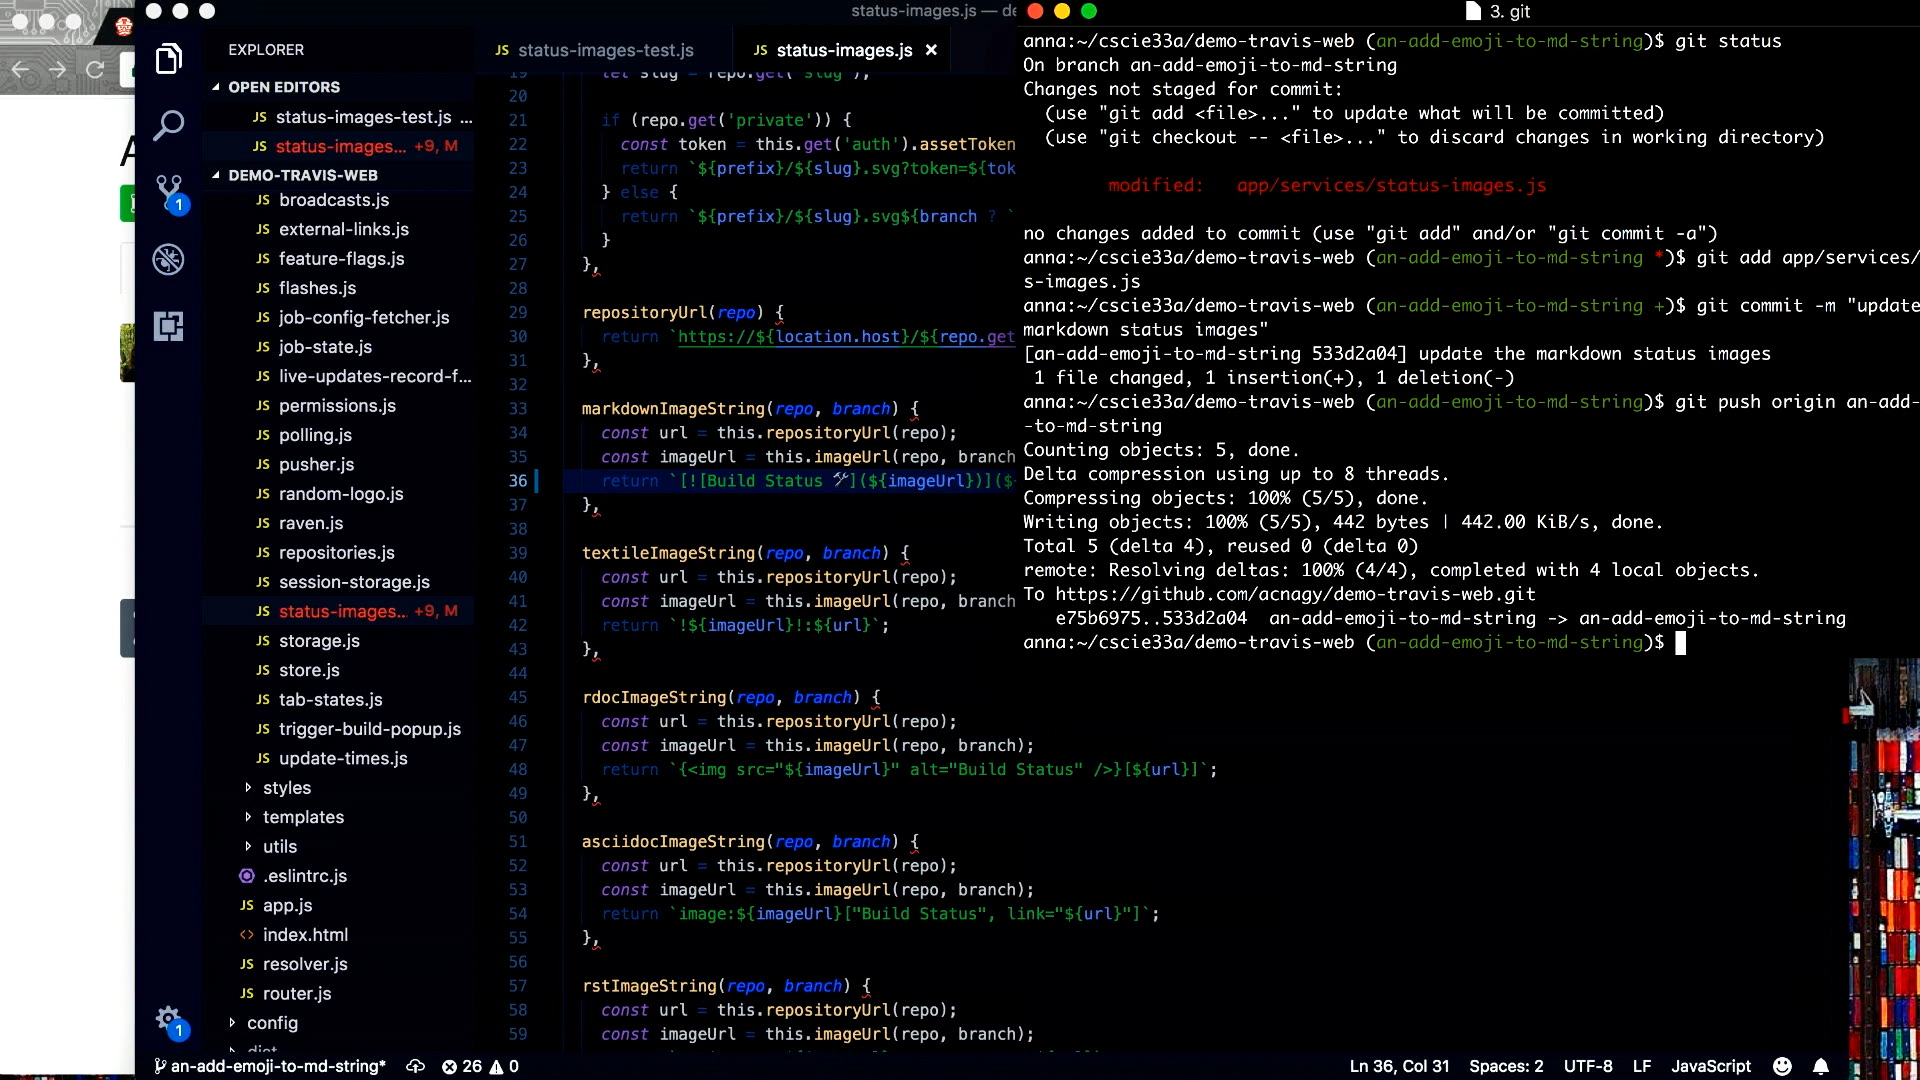 status-images.js — de
3. git
EXPLORER
OPEN EDITORS
JS status-images-test.js ...
JS status-images... +9, M
DEMO-TRAVIS-WEB
JS broadcasts.js
JS external-links.js
JS feature-flags.js
JS flashes.js
JS job-config-fetcher.js
JS job-state.js
JS live-updates-record-f...
JS permissions.js
JS polling.js
JS pusher.js
JS random-logo.js
JS raven.js
JS repositories.js
JS session-storage.js
JS status-images... +9, M
JS storage.js
JS store.js
JS tab-states.js
JS trigger-build-popup.js
JS update-times.js
styles
templates
utils
.eslintrc.js
JS app.js
<> index.html
JS resolver.js
JS router.js
config
dist
1
1
JS status-images-test.js
JS status-images.js ×
19 let slug = repo.get('slug');
20
21 if (repo.get('private')) {
22 const token = this.get('auth').assetToken
23 return `${prefix}/${slug}.svg?token=${tok
24 } else {
25 return `${prefix}/${slug}.svg${branch ? `
26 }
27 },
28
29 repositoryUrl(repo) {
30 return `https://${location.host}/${repo.get
31 },
32
33 markdownImageString(repo, branch) {
34 const url = this.repositoryUrl(repo);
35 const imageUrl = this.imageUrl(repo, branch
36 return `[![Build Status 🛠](${imageUrl})]($
37 },
38
39 textileImageString(repo, branch) {
40 const url = this.repositoryUrl(repo);
41 const imageUrl = this.imageUrl(repo, branch
42 return `!${imageUrl}!:${url}`;
43 },
44
45 rdocImageString(repo, branch) {
46 const url = this.repositoryUrl(repo);
47 const imageUrl = this.imageUrl(repo, branch);
48 return `{<img src="${imageUrl}" alt="Build Status" />}[${url}]`;
49 },
50
51 asciidocImageString(repo, branch) {
52 const url = this.repositoryUrl(repo);
53 const imageUrl = this.imageUrl(repo, branch);
54 return `image:${imageUrl}["Build Status", link="${url}"]`;
55 },
56
57 rstImageString(repo, branch) {
58 const url = this.repositoryUrl(repo);
59 const imageUrl = this.imageUrl(repo, branch);
anna:~/cscie33a/demo-travis-web (an-add-emoji-to-md-string)$ git status
On branch an-add-emoji-to-md-string
Changes not staged for commit:
(use "git add <file>..." to update what will be committed)
(use "git checkout -- <file>..." to discard changes in working directory)
modified: app/services/status-images.js
no changes added to commit (use "git add" and/or "git commit -a")
anna:~/cscie33a/demo-travis-web (an-add-emoji-to-md-string *)$ git add app/services/
s-images.js
anna:~/cscie33a/demo-travis-web (an-add-emoji-to-md-string +)$ git commit -m "update
markdown status images"
[an-add-emoji-to-md-string 533d2a04] update the markdown status images
1 file changed, 1 insertion(+), 1 deletion(-)
anna:~/cscie33a/demo-travis-web (an-add-emoji-to-md-string)$ git push origin an-add-
-to-md-string
Counting objects: 5, done.
Delta compression using up to 8 threads.
Compressing objects: 100% (5/5), done.
Writing objects: 100% (5/5), 442 bytes | 442.00 KiB/s, done.
Total 5 (delta 4), reused 0 (delta 0)
remote: Resolving deltas: 100% (4/4), completed with 4 local objects.
To https://github.com/acnagy/demo-travis-web.git
e75b6975..533d2a04 an-add-emoji-to-md-string -> an-add-emoji-to-md-string
anna:~/cscie33a/demo-travis-web (an-add-emoji-to-md-string)$
an-add-emoji-to-md-string* 26 0
Ln 36, Col 31 Spaces: 2 UTF-8 LF JavaScript